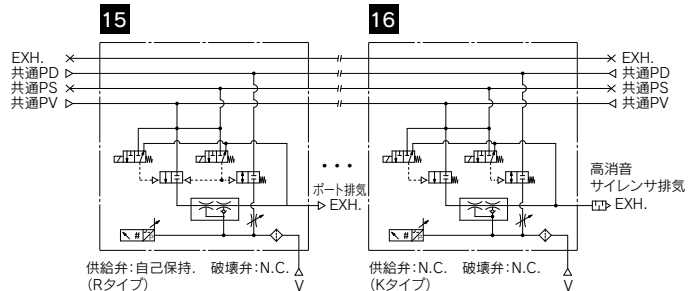 15
16
EXH.
共通PD
共通PS
共通PV
EXH.
共通PD
共通PS
共通PV
ポート排気
EXH.
高消音
サイレンサ排気
EXH.
#
#
供給弁：自己保持． 破壊弁：N.C.
（Rタイプ）
V
供給弁：N.C. 破壊弁：N.C.
（Kタイプ）
V